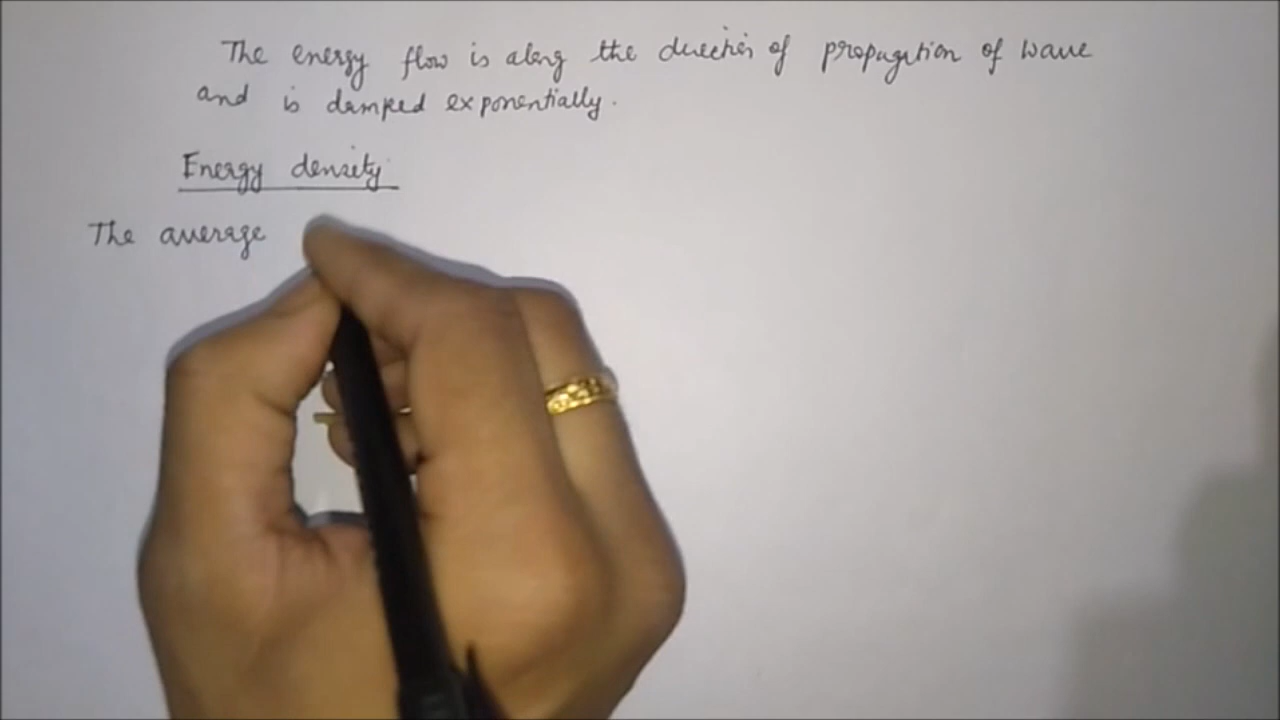 The energy flow is along the direction of propagation of wave
and is damped exponentially.
Energy density
The average